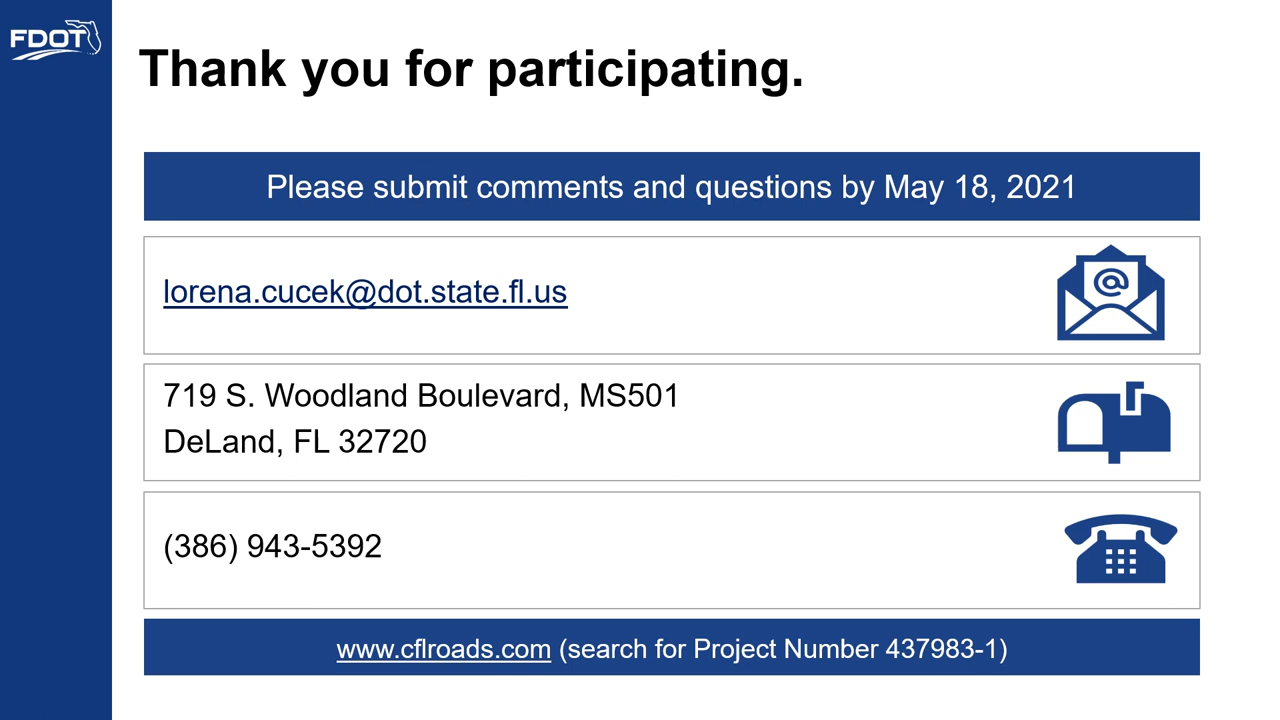 FDOT
Thank you for participating.
Please submit comments and questions by May 18, 2021
lorena.cucek@dot.state.fl.us
@
719 S. Woodland Boulevard, MS501
DeLand, FL 32720
(386) 943-5392
www.cflroads.com (search for Project Number 437983-1)